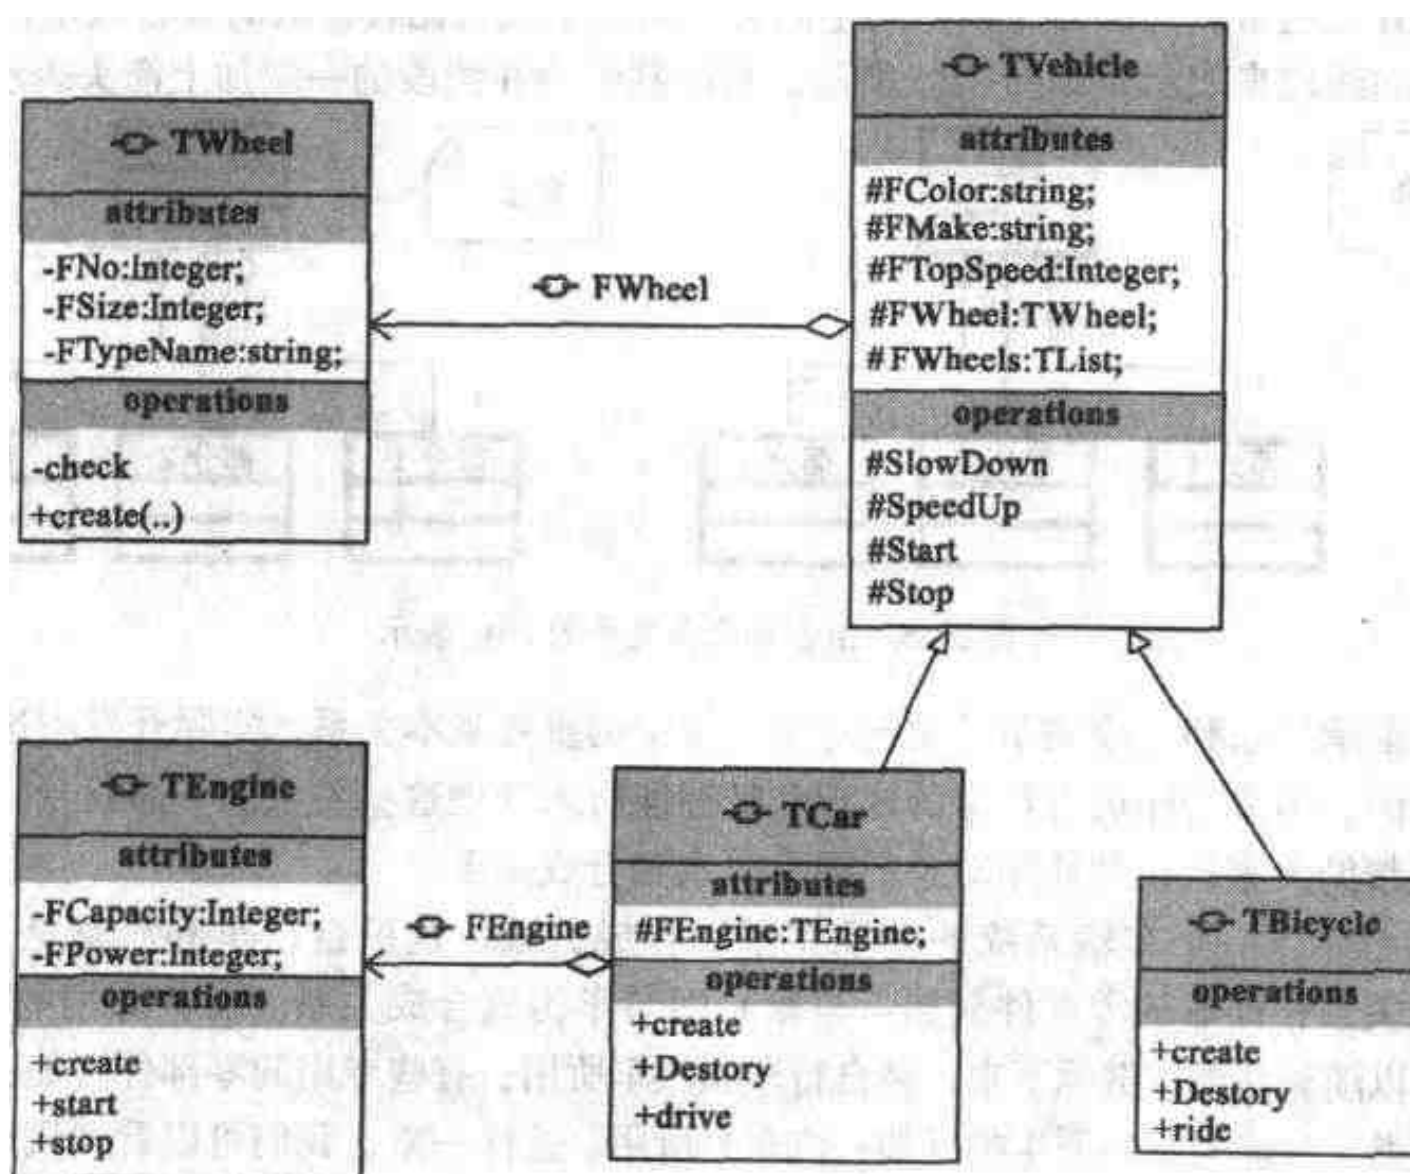 TVehicle
attributes
#FColor:string;
#FMake:string;
#FTopSpeed:Integer;
#FWheel:TWheel;
#FWheels:TList;
operations
#SlowDown
#SpeedUp
#Start
#Stop
TWheel
attributes
-FNo:Integer;
-FSize:Integer;
-FTypeName:string;
operations
-check
+create(..)
FWheel
TEngine
attributes
-FCapacity:Integer;
-FPower:Integer;
operations
+create
+start
+stop
FEngine
TCar
attributes
#FEngine:TEngine;
operations
+create
+Destory
+drive
TBicycle
operations
+create
+Destory
+ride